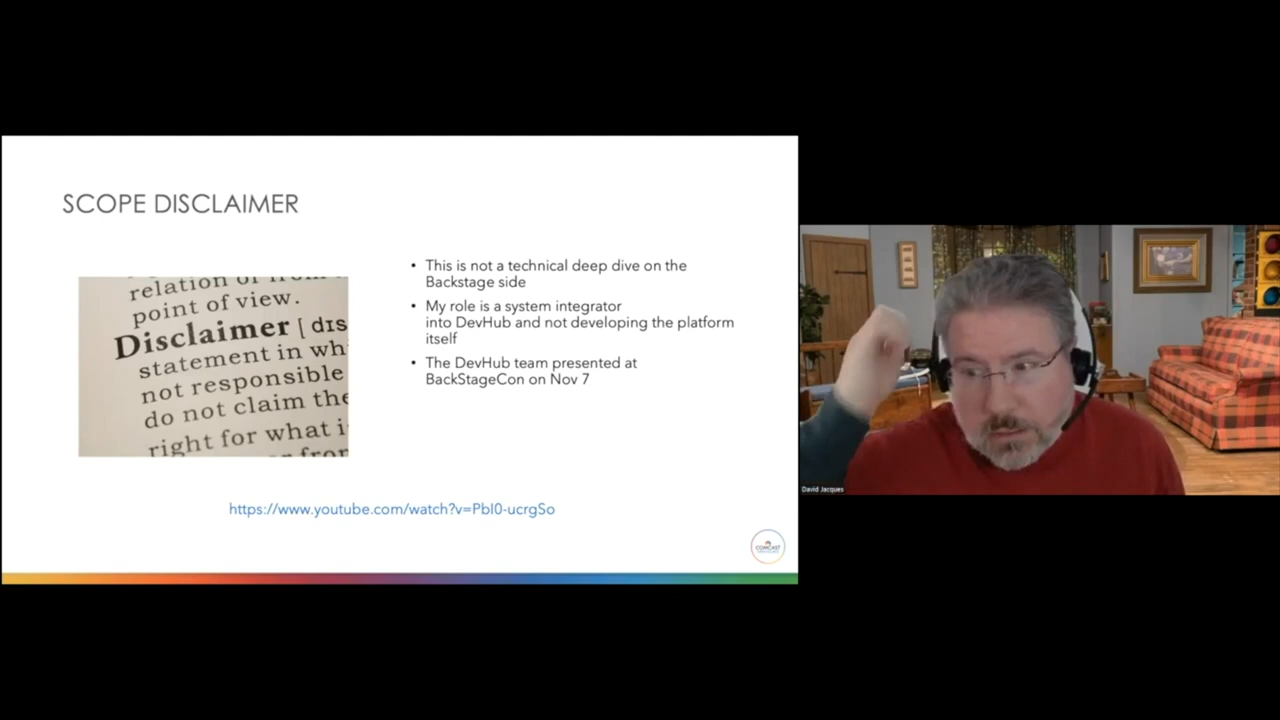 SCOPE DISCLAIMER
relation of from
point of view.
Disclaimer [ dis
statement in wh
not responsible
do not claim the
right for what i
from
• This is not a technical deep dive on the
Backstage side
• My role is a system integrator
into DevHub and not developing the platform
itself
• The DevHub team presented at
BackStageCon on Nov 7
https://www.youtube.com/watch?v=PbI0-ucrgSo
COMCAST
David Jacques